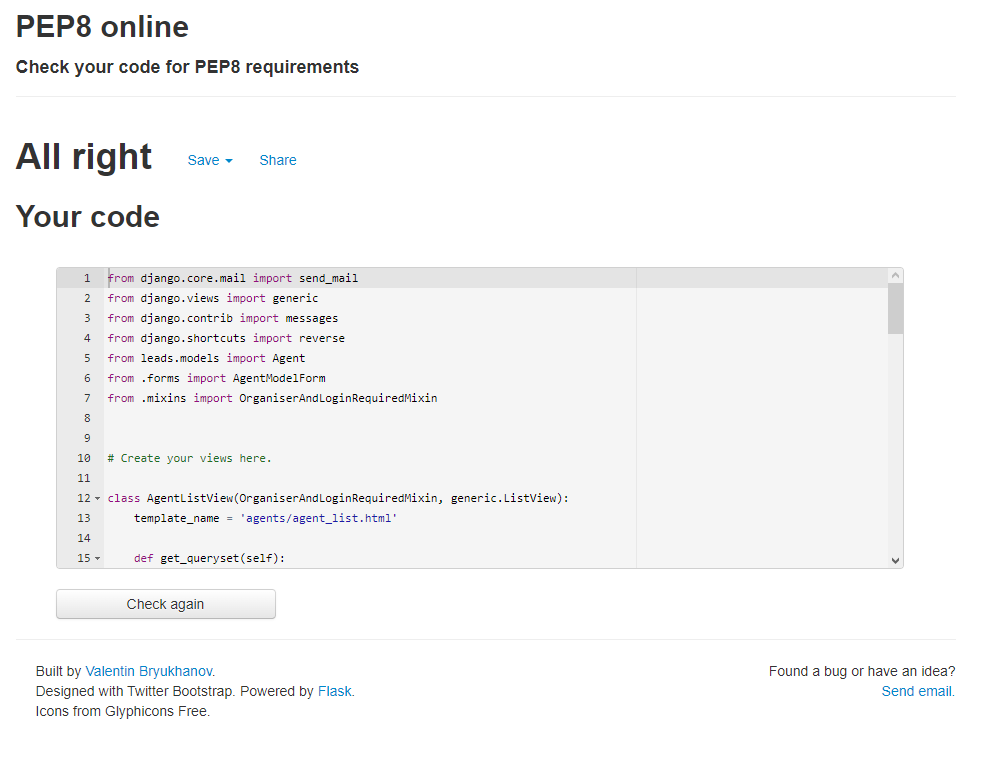 PEP8 online
Check your code for PEP8 requirements
All right Save Share
Your code
1 from django.core.mail import send_mail
2 from django.views import generic
3 from django.contrib import messages
4 from django.shortcuts import reverse
5 from leads.models import Agent
6 from .forms import AgentModelForm
7 from .mixins import OrganiserAndLoginRequiredMixin
8
9
10 # Create your views here.
11
12 class AgentListView(OrganiserAndLoginRequiredMixin, generic.ListView):
13     template_name = 'agents/agent_list.html'
14
15     def get_queryset(self):
Check again
Built by Valentin Bryukhanov.
Designed with Twitter Bootstrap. Powered by Flask.
Icons from Glyphicons Free.
Found a bug or have an idea?
Send email.